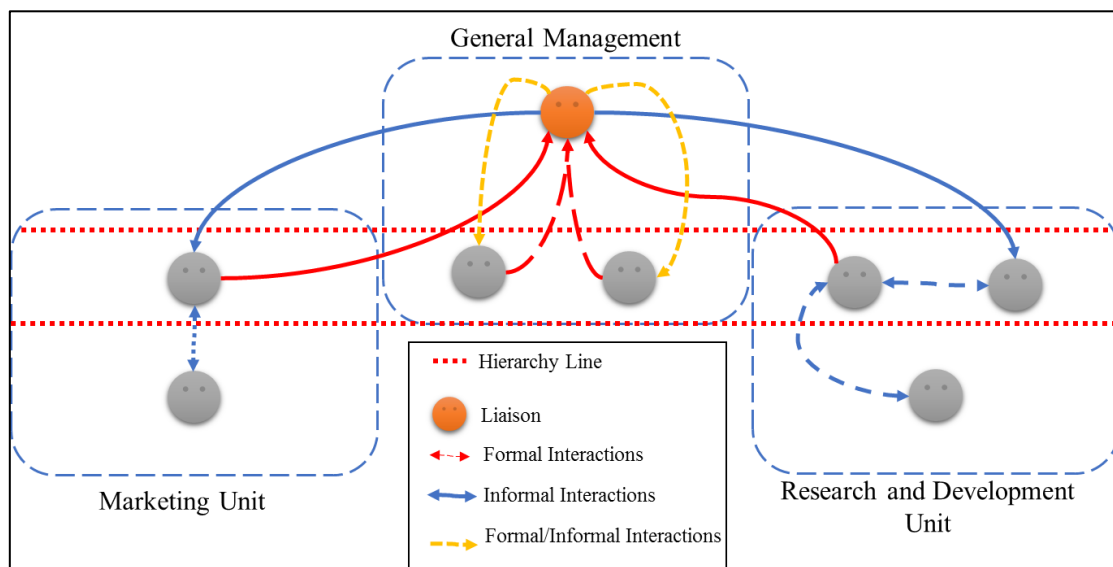 General Management
Hierarchy Line
Liaison
Formal Interactions
Informal Interactions
Formal/Informal Interactions
Marketing Unit
Research and Development
Unit